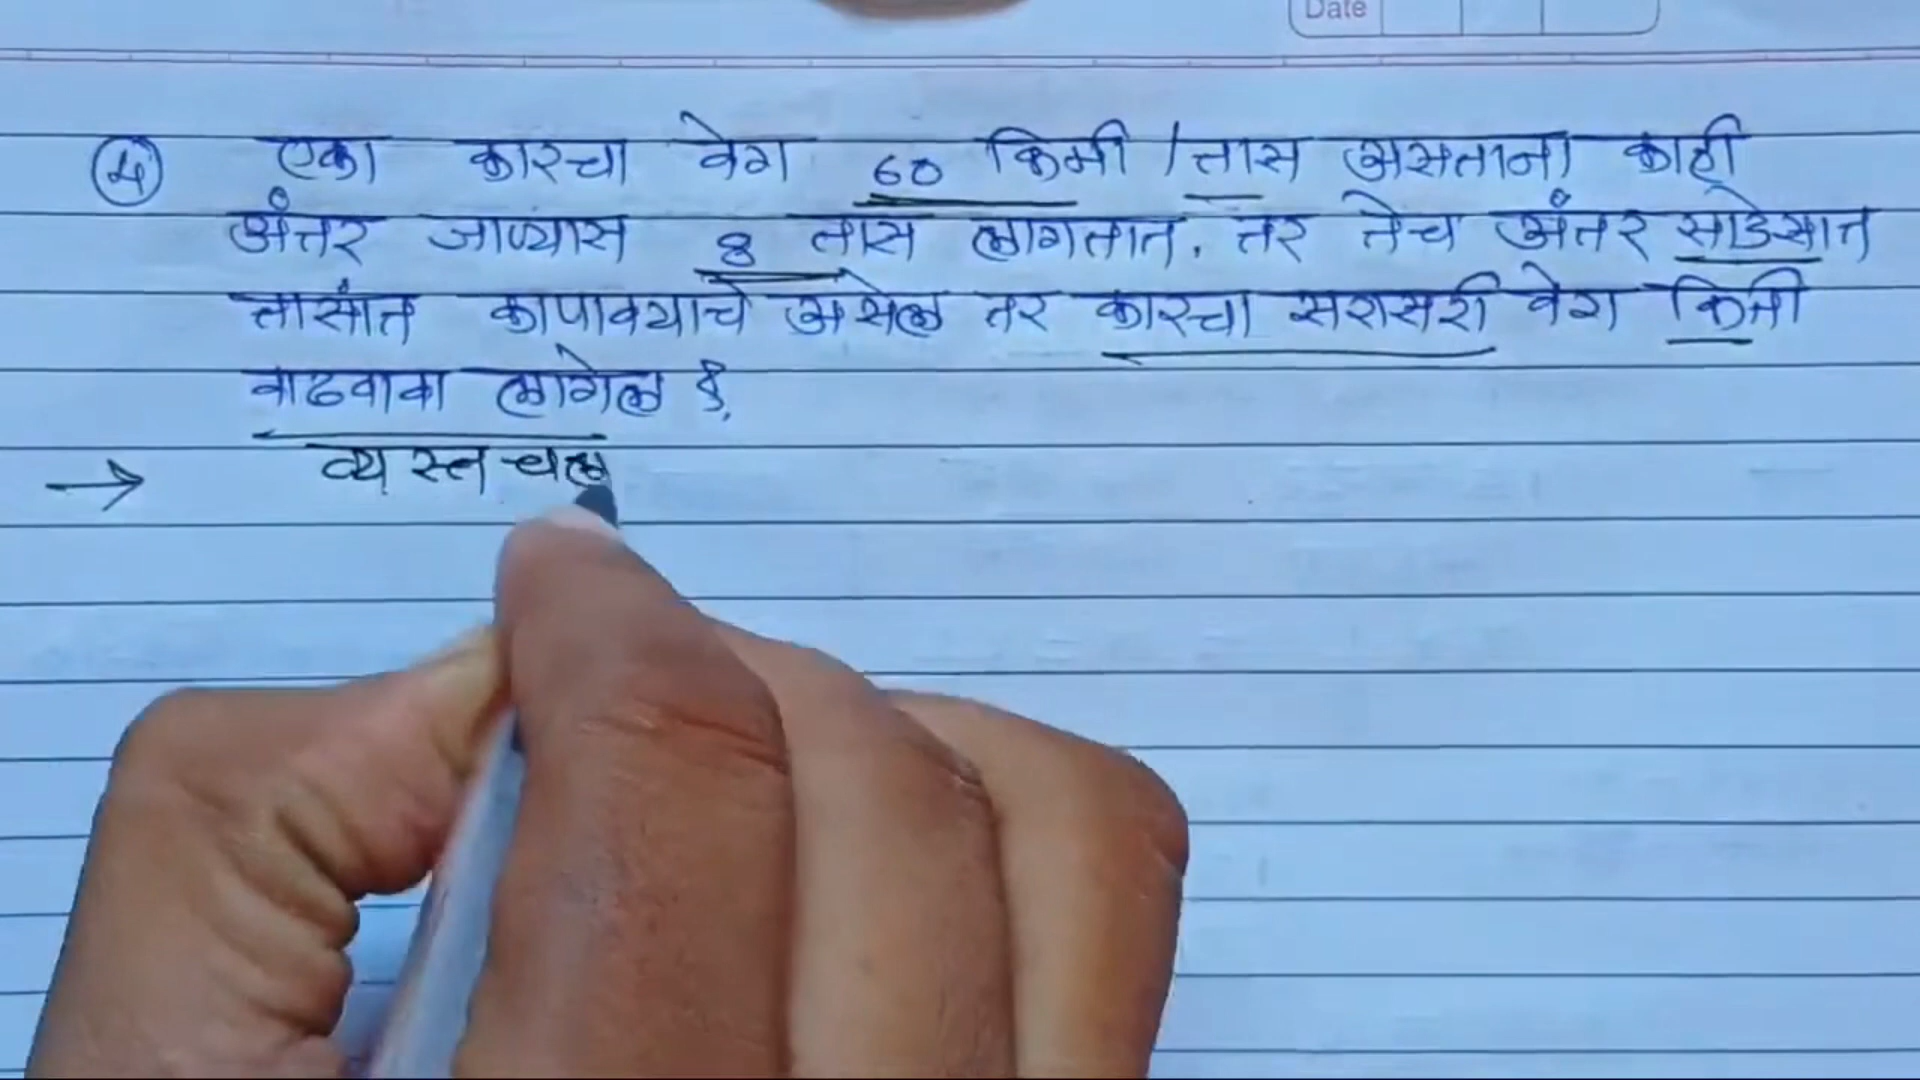 Date
४ एका कारचा वेग 60 किमी /तास असताना काही
अंतर जाण्यास 8 तास लागतात. तर तेच अंतर साडेसात
तासांत कापावयाचे असेल तर कारचा सरासरी वेग किती
वाढवावा लागेल ?
→ व्यस्त चल